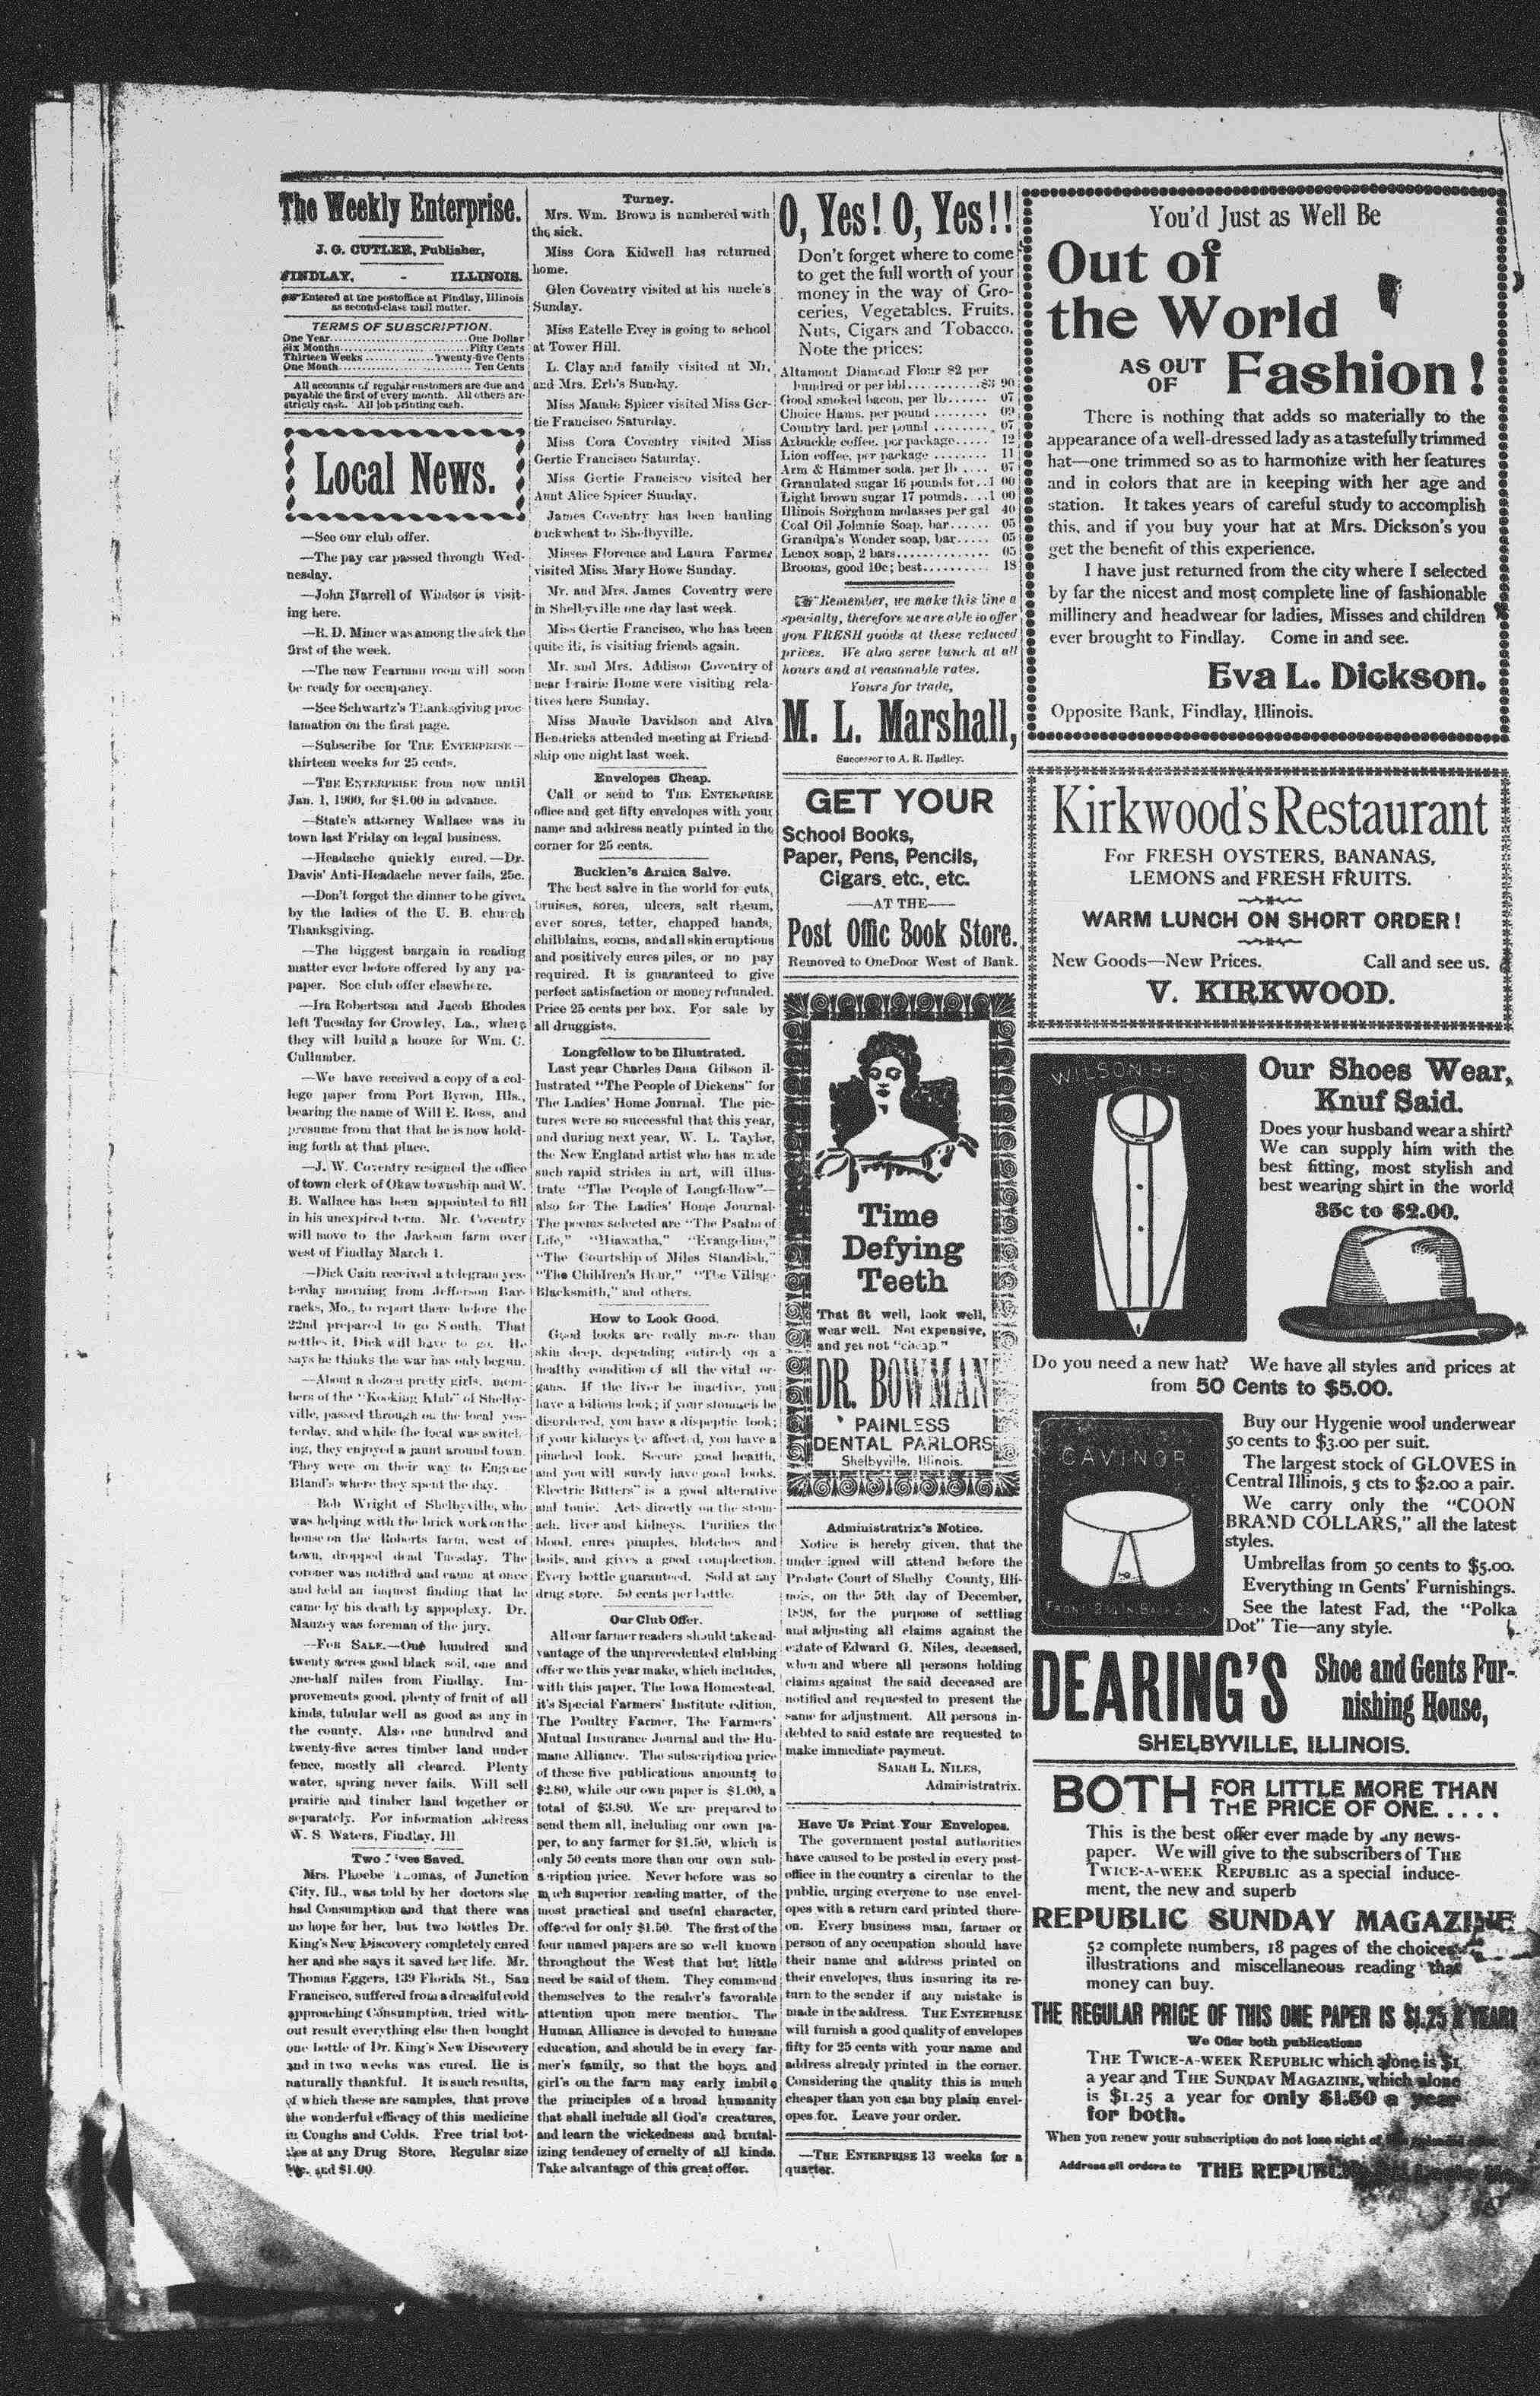 The Weekly Enterprise.
J. G. CUTLER, Publisher,
FINDLAY, - ILLINOIS.
Entered at the postoffice at Findlay, Illinois
as second-class mail matter.
TERMS OF SUBSCRIPTION.
One Year..........One Dollar
Six Months..........Fifty Cents
Thirteen Weeks..........Twenty-five Cents
One Month..........Ten Cents
All accounts of regular customers are due and
payable the first of every month. All others are
strictly cash. All job printing cash.
Local News.
—See our club offer.
—The pay car passed through Wed-
nesday.
—John Harrell of Windsor is visit-
ing here.
—R. D. Miner was among the sick the
first of the week.
—The new Fearman room will soon
be ready for occupancy.
—See Schwartz's Thanksgiving proc-
lamation on the first page.
—Subscribe for THE ENTERPRISE—
thirteen weeks for 25 cents.
—THE ENTERPRISE from now until
Jan. 1, 1900, for $1.00 in advance.
—State's attorney Wallace was in
town last Friday on legal business.
—Headache quickly cured.—Dr.
Davis' Anti-Headache never fails, 25c.
—Don't forget the dinner to be given
by the ladies of the U. B. church
Thanksgiving.
—The biggest bargain in reading
matter ever before offered by any pa-
paper. See club offer elsewhere.
—Ira Robertson and Jacob Rhodes
left Tuesday for Crowley, La., where
they will build a house for Wm. C.
Cullumber.
—We have received a copy of a col-
lege paper from Port Byron, Ills.,
bearing the name of Will E. Ross, and
presume from that that he is now hold-
ing forth at that place.
—J. W. Coventry resigned the office
of town clerk of Okaw township and W.
B. Wallace has been appointed to fill
in his unexpired term. Mr. Coventry
will move to the Jackson farm over
west of Findlay March 1.
—Dick Cain received a telegram yes-
terday morning from Jefferson Bar-
racks, Mo., to report there before the
22nd prepared to go South. That
settles it, Dick will have to go. He
says he thinks the war has only begun.
—About a dozen pretty girls, mem-
bers of the "Kooking Klub" of Shelby-
ville, passed through on the local yes-
terday, and while the local was switch-
ing, they enjoyed a jaunt around town.
They were on their way to Eugene
Bland's where they spent the day.
Bob Wright of Shelbyville, who
was helping with the brick work on the
house on the Roberts farm, west of
town, dropped dead Tuesday. The
coroner was notified and came at once
and held an inquest finding that he
came by his death by appoplexy. Dr.
Mauzey was foreman of the jury.
—FOR SALE.—One hundred and
twenty acres good black soil, one and
one-half miles from Findlay. Im-
provements good, plenty of fruit of all
kinds, tubular well as good as any in
the county. Also one hundred and
twenty-five acres timber land under
fence, mostly all cleared. Plenty
water, spring never fails. Will sell
prairie and timber land together or
separately. For information address
W. S. Waters, Findlay, Ill
Two Lives Saved.
Mrs. Phoebe Thomas, of Junction
City, Ill., was told by her doctors she
had Consumption and that there was
no hope for her, but two bottles Dr.
King's New Discovery completely cured
her and she says it saved her life. Mr.
Thomas Eggers, 139 Florida St., San
Francisco, suffered from a dreadful cold
approaching Consumption, tried with-
out result everything else then bought
one bottle of Dr. King's New Discovery
and in two weeks was cured. He is
naturally thankful. It is such results,
of which these are samples, that prove
the wonderful efficacy of this medicine
in Coughs and Colds. Free trial bot-
tles at any Drug Store. Regular size
and $1.00
Turney.
Mrs. Wm. Brown is numbered with
the sick.
Miss Cora Kidwell has returned
home.
Glen Coventry visited at his uncle's
Sunday.
Miss Estelle Evey is going to school
at Tower Hill.
L. Clay and family visited at Mr.
and Mrs. Erb's Sunday.
Miss Maude Spicer visited Miss Ger-
tie Francisco Saturday.
Miss Cora Coventry visited Miss
Gertie Francisco Saturday.
Miss Gertie Francisco visited her
Aunt Alice Spicer Sunday.
James Coventry has been hauling
buckwheat to Shelbyville.
Misses Florence and Laura Farmer
visited Miss Mary Howe Sunday.
Mr. and Mrs. James Coventry were
in Shelbyville one day last week.
Miss Gertie Francisco, who has been
quite ill, is visiting friends again.
Mr. and Mrs. Addison Coventry of
near Prairie Home were visiting rela-
tives here Sunday.
Miss Maude Davidson and Alva
Hendricks attended meeting at Friend-
ship one night last week.
Envelopes Cheap.
Call or send to THE ENTERPRISE
office and get fifty envelopes with your
name and address neatly printed in the
corner for 25 cents.
Bucklen's Arnica Salve.
The best salve in the world for cuts,
bruises, sores, ulcers, salt rheum,
ever sores, tetter, chapped hands,
chilblains, corns, and all skin eruptions
and positively cures piles, or no pay
required. It is guaranteed to give
perfect satisfaction or money refunded.
Price 25 cents per box. For sale by
all druggists.
Longfellow to be Illustrated.
Last year Charles Dana Gibson il-
lustrated "The People of Dickens" for
The Ladies' Home Journal. The pic-
tures were so successful that this year,
and during next year, W. L. Taylor,
the New England artist who has made
such rapid strides in art, will illus-
trate "The People of Longfellow"—
also for The Ladies' Home Journal.
The poems selected are "The Psalm of
Life," "Hiawatha," "Evangeline,"
"The Courtship of Miles Standish,"
"The Children's Hour," "The Village
Blacksmith," and others.
How to Look Good.
Good looks are really more than
skin deep, depending entirely on a
healthy condition of all the vital or-
gans. If the liver be inactive, you
have a bilious look; if your stomach be
disordered, you have a dispeptic look;
if your kidneys be affected, you have a
pinched look. Secure good health,
and you will surely have good looks.
"Electric Bitters" is a good alterative
and tonic. Acts directly on the stom-
ach, liver and kidneys. Purifies the
blood, cures pimples, blotches and
boils, and gives a good complection.
Every bottle guaranteed. Sold at any
drug store. 50 cents per bottle.
Our Club Offer.
All our farmer readers should take ad-
vantage of the unprecedented clubbing
offer we this year make, which includes,
with this paper, The Iowa Homestead,
it's Special Farmers' Institute edition,
The Poultry Farmer, The Farmers'
Mutual Insurance Journal and the Hu-
mane Alliance. The subscription price
of these five publications amounts to
$2.80, while our own paper is $1.00, a
total of $3.80. We are prepared to
send them all, including our own pa-
per, to any farmer for $1.50, which is
only 50 cents more than our own sub-
scription price. Never before was so
much superior reading matter, of the
most practical and useful character,
offered for only $1.50. The first of the
four named papers are so well known
throughout the West that but little
need be said of them. They commend
themselves to the reader's favorable
attention upon mere mention. The
Human Alliance is devoted to humane
education, and should be in every far-
mer's family, so that the boys and
girl's on the farm may early imbibe
the principles of a broad humanity
that shall include all God's creatures,
and learn the wickedness and brutal-
izing tendency of cruelty of all kinds.
Take advantage of this great offer.
O, Yes! O, Yes!!
Don't forget where to come
to get the full worth of your
money in the way of Gro-
ceries, Vegetables, Fruits,
Nuts, Cigars and Tobacco.
Note the prices:
Altamont Diamond Flour $2 per
hundred or per bbl..........$3 90
Good smoked bacon, per lb...... 07
Choice Hams, per pound ........ 09
Country lard, per pound ........ 07
Arbuckle coffee, per package..... 12
Lion coffee, per package ........ 11
Arm & Hammer soda, per lb .... 07
Granulated sugar 16 pounds for..1 00
Light brown sugar 17 pounds....1 00
Illinois Sorghum molasses per gal 40
Coal Oil Johnnie Soap, bar...... 05
Grandpa's Wonder soap, bar..... 05
Lenox soap, 2 bars............. 05
Brooms, good 10c; best.......... 18
Remember, we make this line a
specialty, therefore we are able to offer
you FRESH goods at these reduced
prices. We also serve lunch at all
hours and at reasonable rates.
Yours for trade,
M. L. Marshall,
Successor to A. R. Hadley.
GET YOUR
School Books,
Paper, Pens, Pencils,
Cigars, etc., etc.
—AT THE—
Post Offic Book Store.
Removed to One Door West of Bank.
Time
Defying
Teeth
That fit well, look well,
wear well. Not expensive,
and yet not "cheap."
DR. BOWMAN
PAINLESS
DENTAL PARLORS
Shelbyville, Illinois.
Administratrix's Notice.
Notice is hereby given, that the
undersigned will attend before the
Probate Court of Shelby County, Illi-
nois, on the 5th day of December,
1898, for the purpose of settling
and adjusting all claims against the
estate of Edward G. Niles, deceased,
when and where all persons holding
claims against the said deceased are
notified and requested to present the
same for adjustment. All persons in-
debted to said estate are requested to
make immediate payment.
SARAH L. NILES,
Administratrix.
Have Us Print Your Envelopes.
The government postal authorities
have caused to be posted in every post-
office in the country a circular to the
public, urging everyone to use envel-
opes with a return card printed there-
on. Every business man, farmer or
person of any occupation should have
their name and address printed on
their envelopes, thus insuring its re-
turn to the sender if any mistake is
made in the address. THE ENTERPRISE
will furnish a good quality of envelopes
fifty for 25 cents with your name and
address already printed in the corner.
Considering the quality this is much
cheaper than you can buy plain envel-
opes for. Leave your order.
—THE ENTERPRISE 13 weeks for a
quarter.
You'd Just as Well Be
Out of
the World
AS OUT OF Fashion!
There is nothing that adds so materially to the
appearance of a well-dressed lady as a tastefully trimmed
hat—one trimmed so as to harmonize with her features
and in colors that are in keeping with her age and
station. It takes years of careful study to accomplish
this, and if you buy your hat at Mrs. Dickson's you
get the benefit of this experience.
I have just returned from the city where I selected
by far the nicest and most complete line of fashionable
millinery and headwear for ladies, Misses and children
ever brought to Findlay. Come in and see.
Eva L. Dickson.
Opposite Bank, Findlay, Illinois.
Kirkwood's Restaurant
For FRESH OYSTERS, BANANAS,
LEMONS and FRESH FRUITS.
WARM LUNCH ON SHORT ORDER!
New Goods—New Prices. Call and see us.
V. KIRKWOOD.
WILSON BROS
Our Shoes Wear,
Knuf Said.
Does your husband wear a shirt?
We can supply him with the
best fitting, most stylish and
best wearing shirt in the world
35c to $2.00.
Do you need a new hat? We have all styles and prices at
from 50 Cents to $5.00.
CAVINOR
Buy our Hygenie wool underwear
50 cents to $3.00 per suit.
The largest stock of GLOVES in
Central Illinois, 5 cts to $2.00 a pair.
We carry only the "COON
BRAND COLLARS," all the latest
styles.
Umbrellas from 50 cents to $5.00.
Everything in Gents' Furnishings.
See the latest Fad, the "Polka
Dot" Tie—any style.
DEARING'S Shoe and Gents Fur-
nishing House,
SHELBYVILLE, ILLINOIS.
BOTH FOR LITTLE MORE THAN
THE PRICE OF ONE.....
This is the best offer ever made by any news-
paper. We will give to the subscribers of THE
TWICE-A-WEEK REPUBLIC as a special induce-
ment, the new and superb
REPUBLIC SUNDAY MAGAZINE
52 complete numbers, 18 pages of the choicest
illustrations and miscellaneous reading that
money can buy.
THE REGULAR PRICE OF THIS ONE PAPER IS $1.25 A YEAR!
We Offer both publications
THE TWICE-A-WEEK REPUBLIC which alone is $1
a year and THE SUNDAY MAGAZINE, which alone
is $1.25 a year for only $1.50 a year
for both.
When you renew your subscription do not lose sight of
Address all orders to THE REPUBLIC